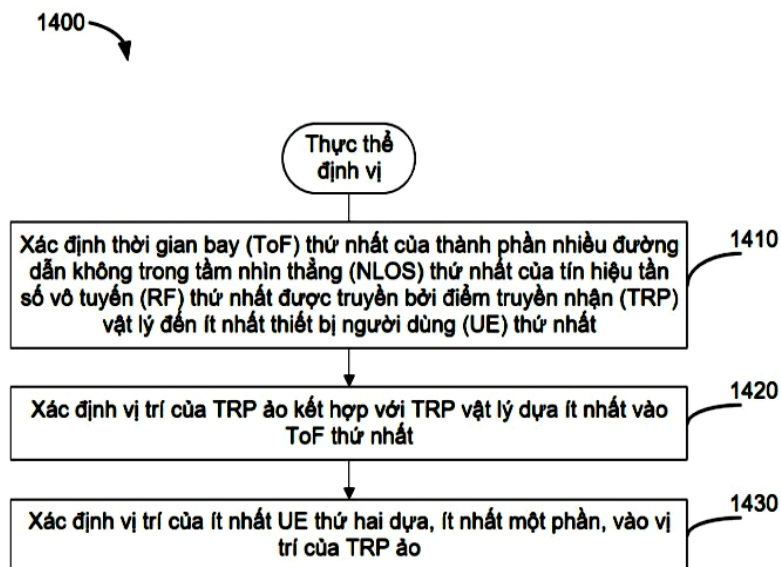 1400
Thực thể
định vị
Xác định thời gian bay (ToF) thứ nhất của thành phần nhiều đường
dẫn không trong tầm nhìn thẳng (NLOS) thứ nhất của tín hiệu tần
số vô tuyến (RF) thứ nhất được truyền bởi điểm truyền nhận (TRP)
vật lý đến ít nhất thiết bị người dùng (UE) thứ nhất
1410
Xác định vị trí của TRP ảo kết hợp với TRP vật lý dựa ít nhất vào
ToF thứ nhất
1420
Xác định vị trí của ít nhất UE thứ hai dựa, ít nhất một phần, vào vị
trí của TRP ảo
1430